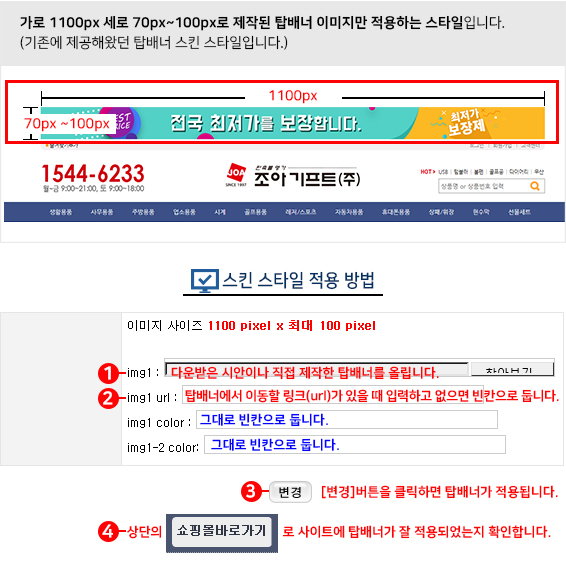 가로 1100px 세로 70px~100px로 제작된 탑배너 이미지만 적용하는 스타일입니다.
(기존에 제공해왔던 탑배너 스킨 스타일입니다.)
1100px
70px ~100px
BEST
CHOICE
전국 최저가를 보장합니다.
최저가
보장제
즐겨찾기추가
로그인 | 회원가입 | 고객센터
1544-6233
월~금 9:00~21:00, 토 9:00~18:00
JOA
SINCE 1997
판촉물명가
조아기프트(주)
HOT▶ USB | 텀블러 | 볼펜 | 골프공 | 다이어리 | 우산
상품명 or 상품번호 입력
생활용품 사무용품 주방용품 업소용품 시계 골프용품 레저/스포츠 자동차용품 휴대폰용품 상패/휘장 현수막 선물세트
스킨 스타일 적용 방법
이미지 사이즈 1100 pixel x 최대 100 pixel
1 img1 : 다운받은 시안이나 직접 제작한 탑배너를 올립니다. 찾아보기
2 img1 url : 탑배너에서 이동할 링크(url)가 있을 때 입력하고 없으면 빈칸으로 둡니다.
img1 color : 그대로 빈칸으로 둡니다.
img1-2 color: 그대로 빈칸으로 둡니다.
3 변경 [변경]버튼을 클릭하면 탑배너가 적용됩니다.
4 상단의 쇼핑몰바로가기 로 사이트에 탑배너가 잘 적용되었는지 확인합니다.